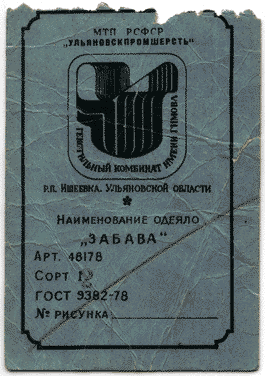 МТП РСФСР
„УЛЬЯНОВСКПРОМШЕРСТЬ“
ТЕКСТИЛЬНЫЙ КОМБИНАТ ИМЕНИ ГИМОВА
Р.П. ИШЕЕВКА. УЛЬЯНОВСКОЙ ОБЛАСТИ
НАИМЕНОВАНИЕ ОДЕЯЛО
„ЗАБАВА“
АРТ. 48178
СОРТ
ГОСТ 9382-78
№ РИСУНКА